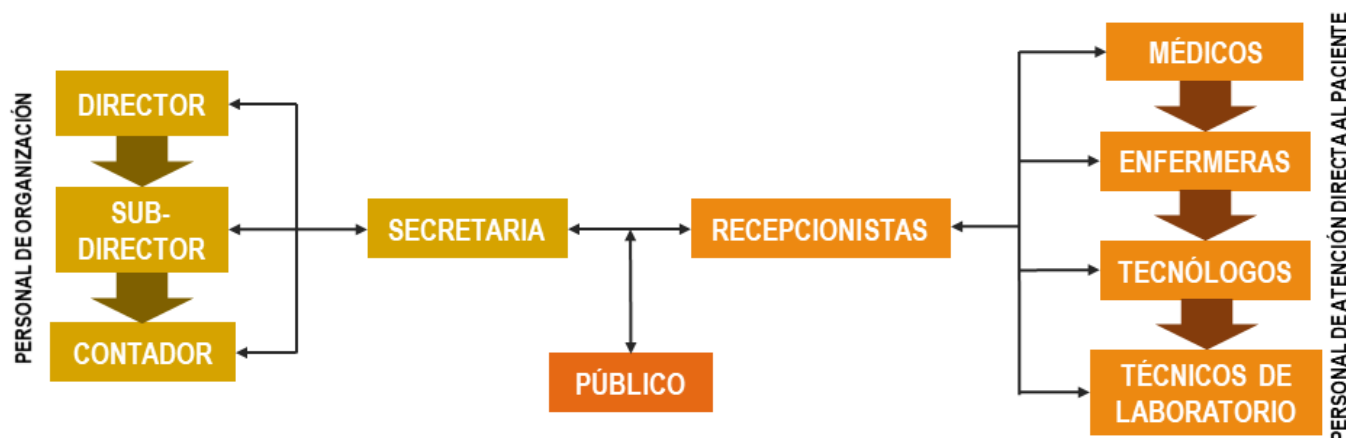 PERSONAL DE ORGANIZACIÓN
DIRECTOR
SUB-
DIRECTOR
CONTADOR
SECRETARIA
PÚBLICO
RECEPCIONISTAS
MÉDICOS
ENFERMERAS
TECNÓLOGOS
TÉCNICOS DE
LABORATORIO
PERSONAL DE ATENCIÓN DIRECTA AL PACIENTE